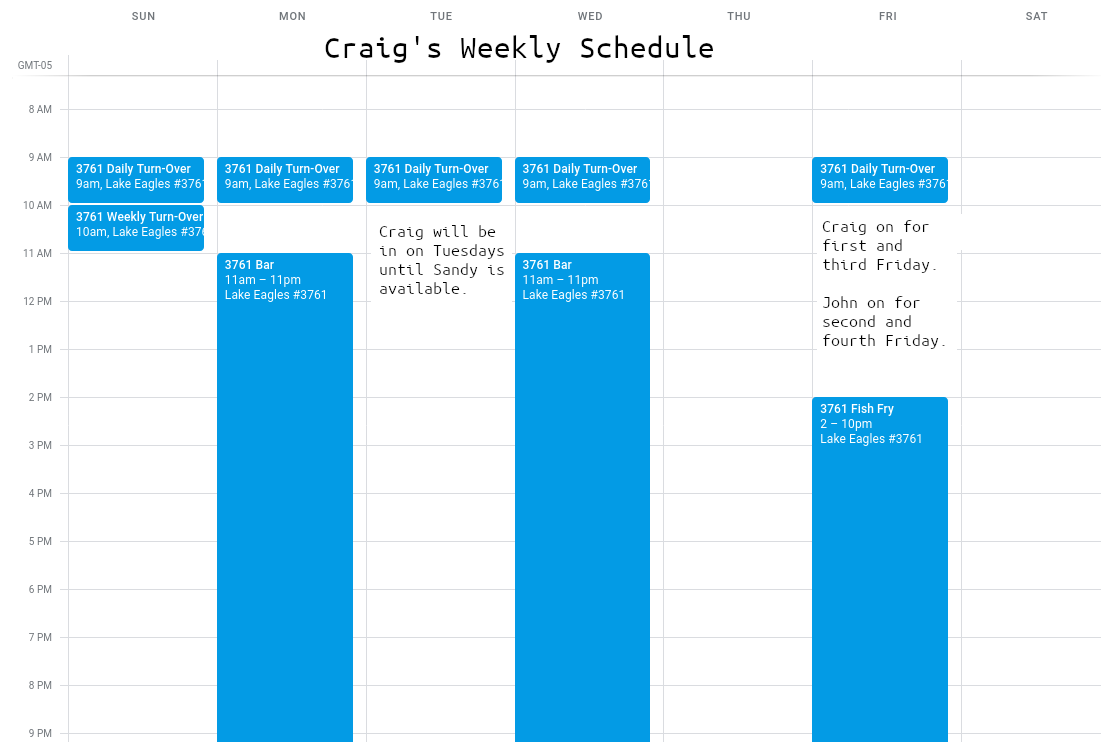 SUN MON TUE WED THU FRI SAT
Craig's Weekly Schedule
GMT-05
8 AM
9 AM
3761 Daily Turn-Over
9am, Lake Eagles #3761
3761 Daily Turn-Over
9am, Lake Eagles #3761
3761 Daily Turn-Over
9am, Lake Eagles #376
3761 Daily Turn-Over
9am, Lake Eagles #3761
3761 Daily Turn-Over
9am, Lake Eagles #376
10 AM
3761 Weekly Turn-Over
10am, Lake Eagles #376
Craig will be
in on Tuesdays
until Sandy is
available.
Craig on for
first and
third Friday.
John on for
second and
fourth Friday.
11 AM
3761 Bar
11am – 11pm
Lake Eagles #3761
3761 Bar
11am – 11pm
Lake Eagles #3761
12 PM
1 PM
2 PM
3761 Fish Fry
2 – 10pm
Lake Eagles #3761
3 PM
4 PM
5 PM
6 PM
7 PM
8 PM
9 PM